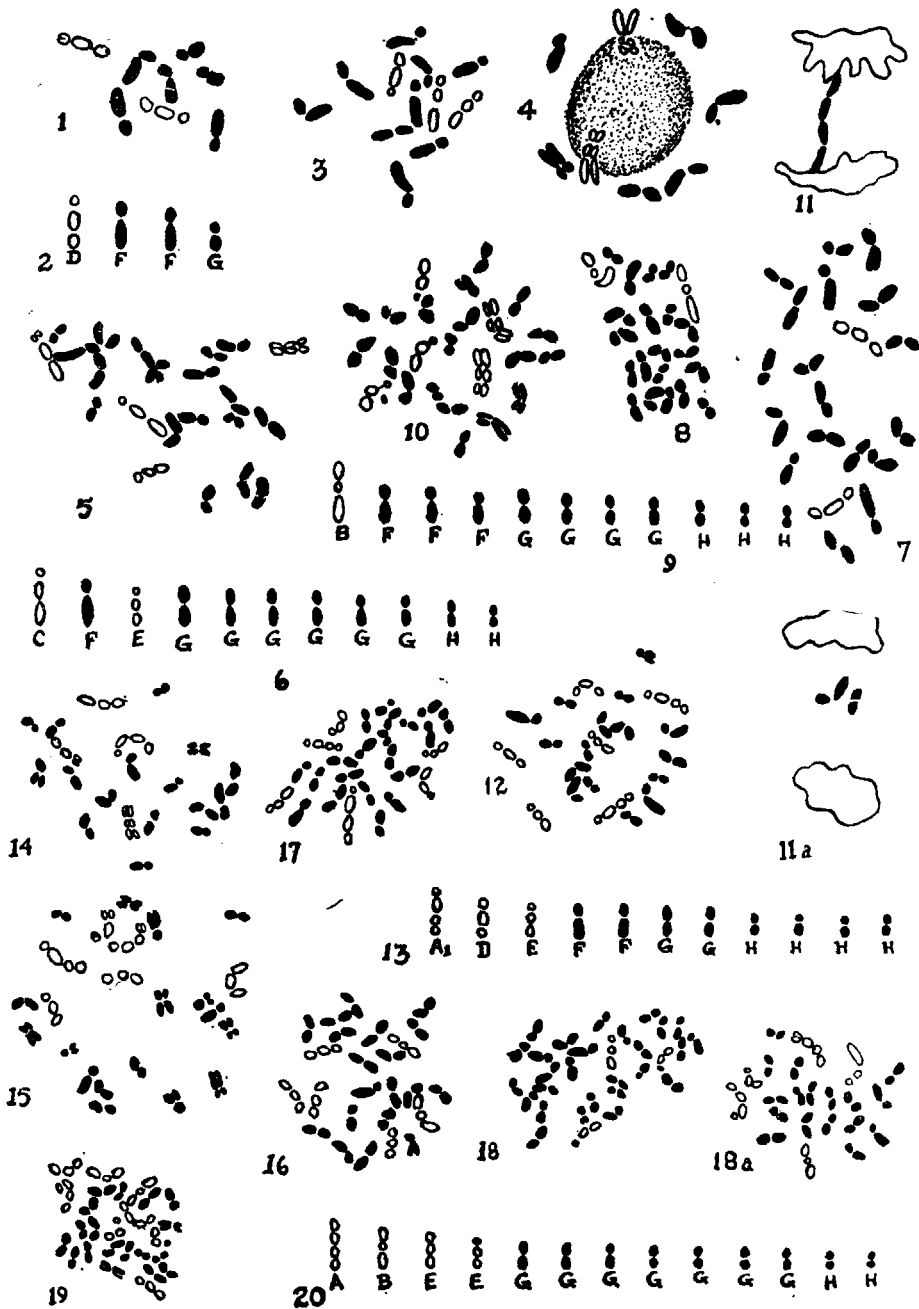 1
3
4
11
2 D F F G
5
10
8
7
B F F F G G G G H H H
9
C F E G G G G G G H H
6
14
17
12
11a
13 A1 D E F F G G H H H H
15
16
18
18a
19
20 A B E E G G G G G G G H H